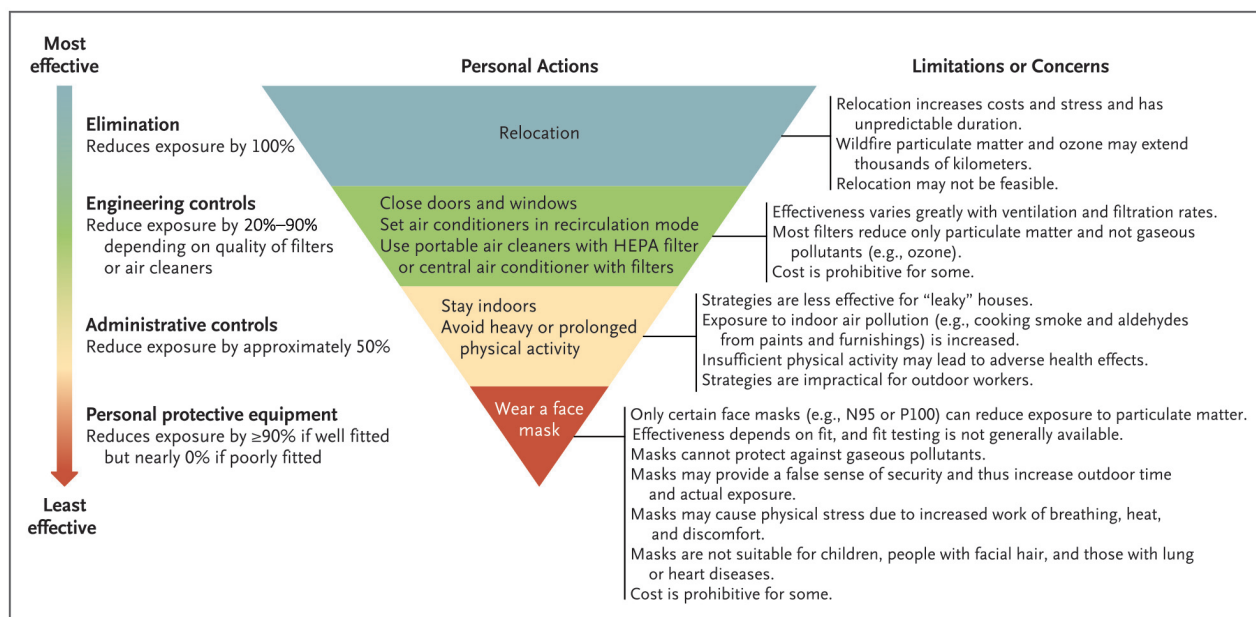 Most
effective
Personal Actions
Limitations or Concerns
Elimination
Reduces exposure by 100%
Relocation
Relocation increases costs and stress and has
unpredictable duration.
Wildfire particulate matter and ozone may extend
thousands of kilometers.
Relocation may not be feasible.
Engineering controls
Reduce exposure by 20%–90%
depending on quality of filters
or air cleaners
Close doors and windows
Set air conditioners in recirculation mode
Use portable air cleaners with HEPA filter
or central air conditioner with filters
Effectiveness varies greatly with ventilation and filtration rates.
Most filters reduce only particulate matter and not gaseous
pollutants (e.g., ozone).
Cost is prohibitive for some.
Administrative controls
Reduce exposure by approximately 50%
Stay indoors
Avoid heavy or prolonged
physical activity
Strategies are less effective for “leaky” houses.
Exposure to indoor air pollution (e.g., cooking smoke and aldehydes
from paints and furnishings) is increased.
Insufficient physical activity may lead to adverse health effects.
Strategies are impractical for outdoor workers.
Personal protective equipment
Reduces exposure by ≥90% if well fitted
but nearly 0% if poorly fitted
Wear a face
mask
Only certain face masks (e.g., N95 or P100) can reduce exposure to particulate matter.
Effectiveness depends on fit, and fit testing is not generally available.
Masks cannot protect against gaseous pollutants.
Masks may provide a false sense of security and thus increase outdoor time
and actual exposure.
Masks may cause physical stress due to increased work of breathing, heat,
and discomfort.
Masks are not suitable for children, people with facial hair, and those with lung
or heart diseases.
Cost is prohibitive for some.
Least
effective